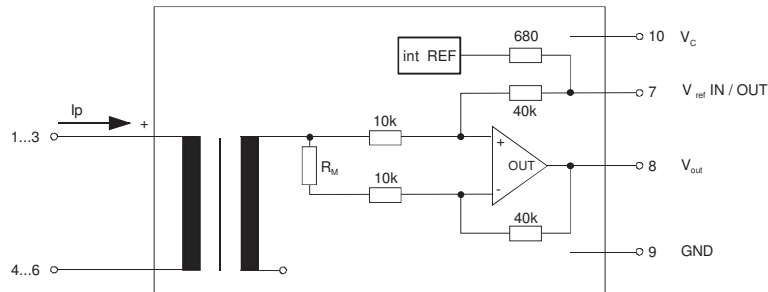 680
10 V_C
int REF
7 V_ref IN / OUT
40k
Ip
+
10k
1...3
+
R_M
OUT
8 V_out
10k
-
40k
9 GND
4...6